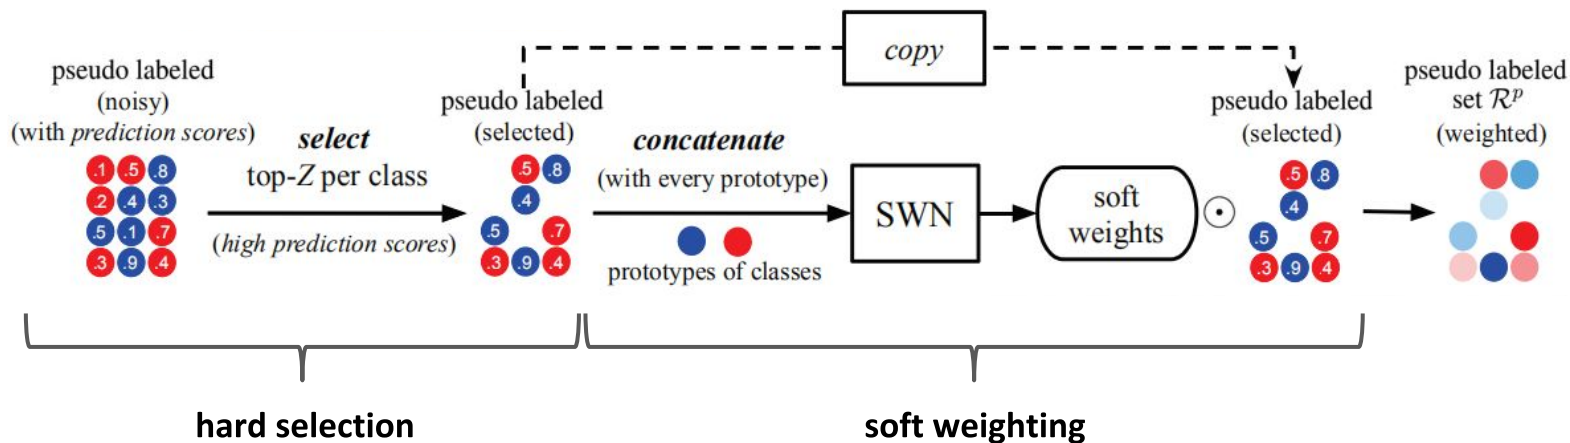 pseudo labeled
(noisy)
(with prediction scores)
.1 .5 .8
.2 .4 .3
.5 .1 .7
.3 .9 .4
select
top-Z per class
(high prediction scores)
pseudo labeled
(selected)
.5 .8
.4
.5 .7
.3 .9 .4
concatenate
(with every prototype)
prototypes of classes
copy
SWN
soft
weights
pseudo labeled
(selected)
.5 .8
.4
.5 .7
.3 .9 .4
pseudo labeled
set ℛᵖ
(weighted)
hard selection
soft weighting